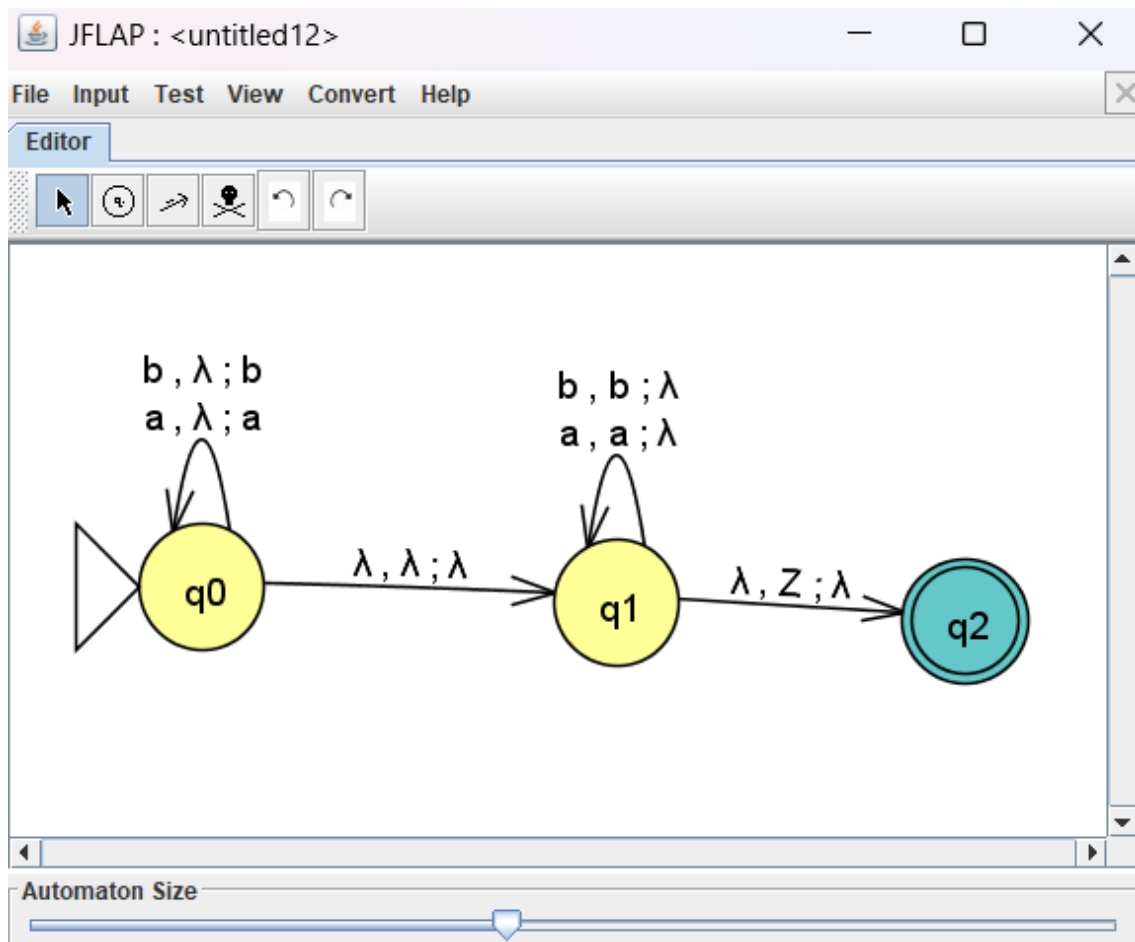 JFLAP : <untitled12>
File Input Test View Convert Help
Editor
b , λ ; b
a , λ ; a
b , b ; λ
a , a ; λ
λ , λ ; λ
λ , Z ; λ
q0
q1
q2
Automaton Size